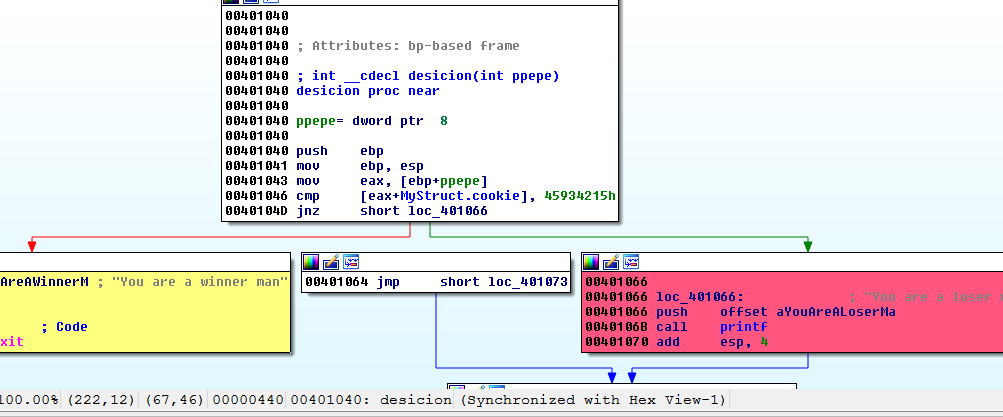 00401040
00401040
00401040 ; Attributes: bp-based frame
00401040
00401040 ; int __cdecl desicion(int ppepe)
00401040 desicion proc near
00401040
00401040 ppepe= dword ptr  8
00401040
00401040 push    ebp
00401041 mov     ebp, esp
00401043 mov     eax, [ebp+ppepe]
00401046 cmp     [eax+MyStruct.cookie], 45934215h
0040104D jnz     short loc_401066
AreAWinnerM ; "You are a winner man"
; Code
xit
00401064 jmp     short loc_401073
00401066
00401066 loc_401066:             ; "You are a loser
00401066 push    offset aYouAreALoserMa
0040106B call    printf
00401070 add     esp, 4
100.00% (222,12) (67,46) 00000440 00401040: desicion (Synchronized with Hex View-1)